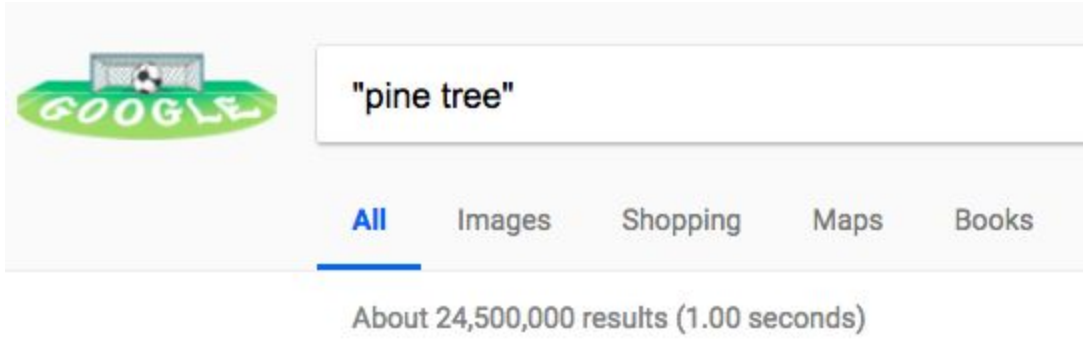 GOOGLE
"pine tree"
All Images Shopping Maps Books
About 24,500,000 results (1.00 seconds)